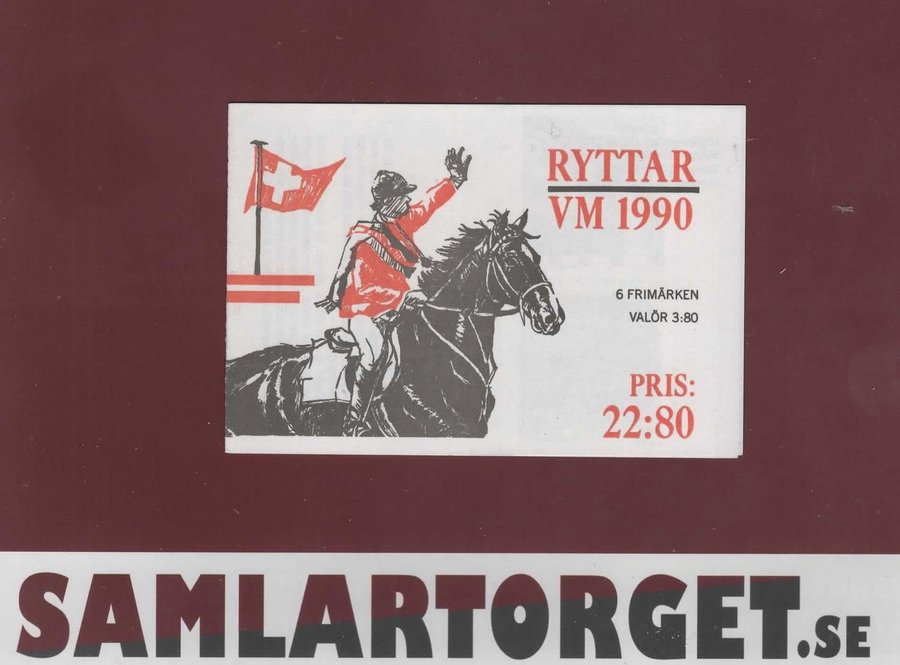 RYTTAR
VM 1990
6 FRIMÄRKEN
VALÖR 3:80
PRIS:
22:80
SAMLARTORGET.SE